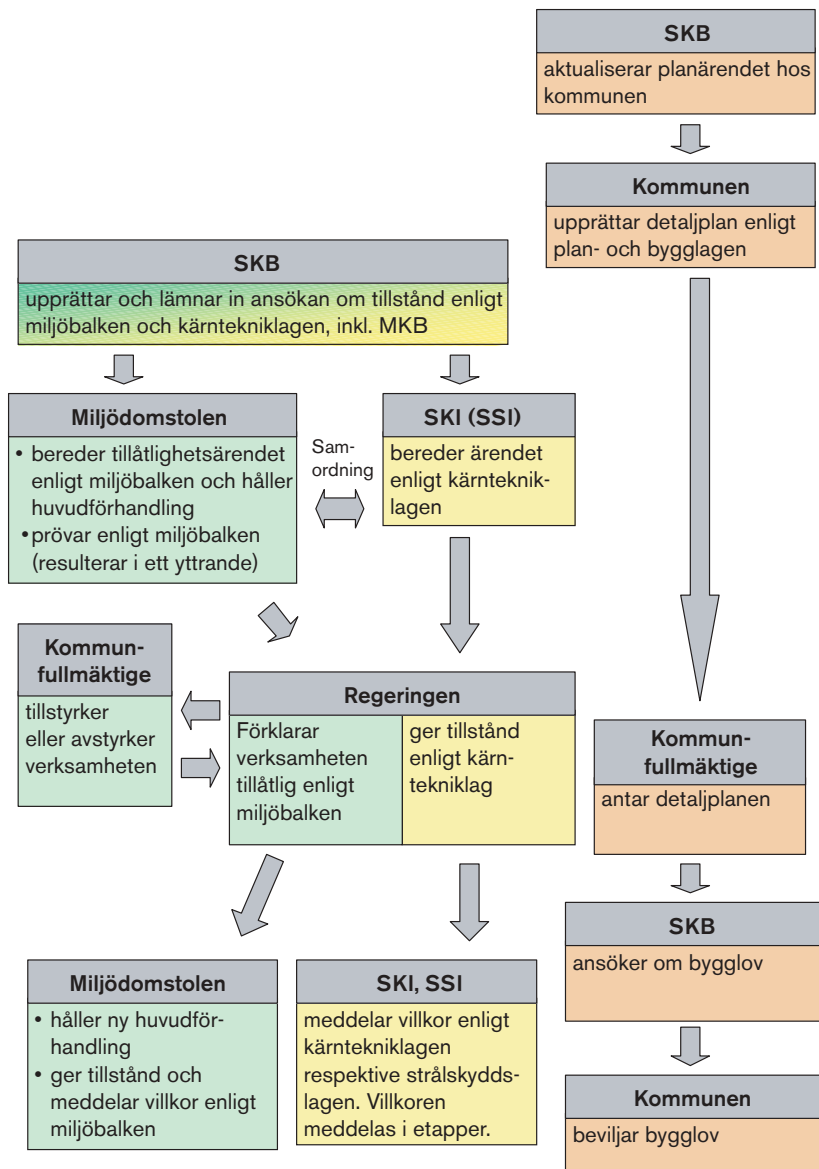 SKB
aktualiserar planärendet hos
kommunen
Kommunen
upprättar detaljplan enligt
plan- och bygglagen
SKB
upprättar och lämnar in ansökan om tillstånd enligt
miljöbalken och kärntekniklagen, inkl. MKB
Miljödomstolen
• bereder tillåtlighetsärendet
enligt miljöbalken och håller
huvudförhandling
• prövar enligt miljöbalken
(resulterar i ett yttrande)
Sam-
ordning
SKI (SSI)
bereder ärendet
enligt kärnteknik-
lagen
Kommun-
fullmäktige
tillstyrker
eller avstyrker
verksamheten
Regeringen
Förklarar
verksamheten
tillåtlig enligt
miljöbalken
ger tillstånd
enligt kärn-
tekniklag
Kommun-
fullmäktige
antar detaljplanen
SKB
ansöker om bygglov
Miljödomstolen
• håller ny huvudför-
handling
• ger tillstånd och
meddelar villkor enligt
miljöbalken
SKI, SSI
meddelar villkor enligt
kärntekniklagen
respektive strålskydds-
lagen. Villkoren
meddelas i etapper.
Kommunen
beviljar bygglov